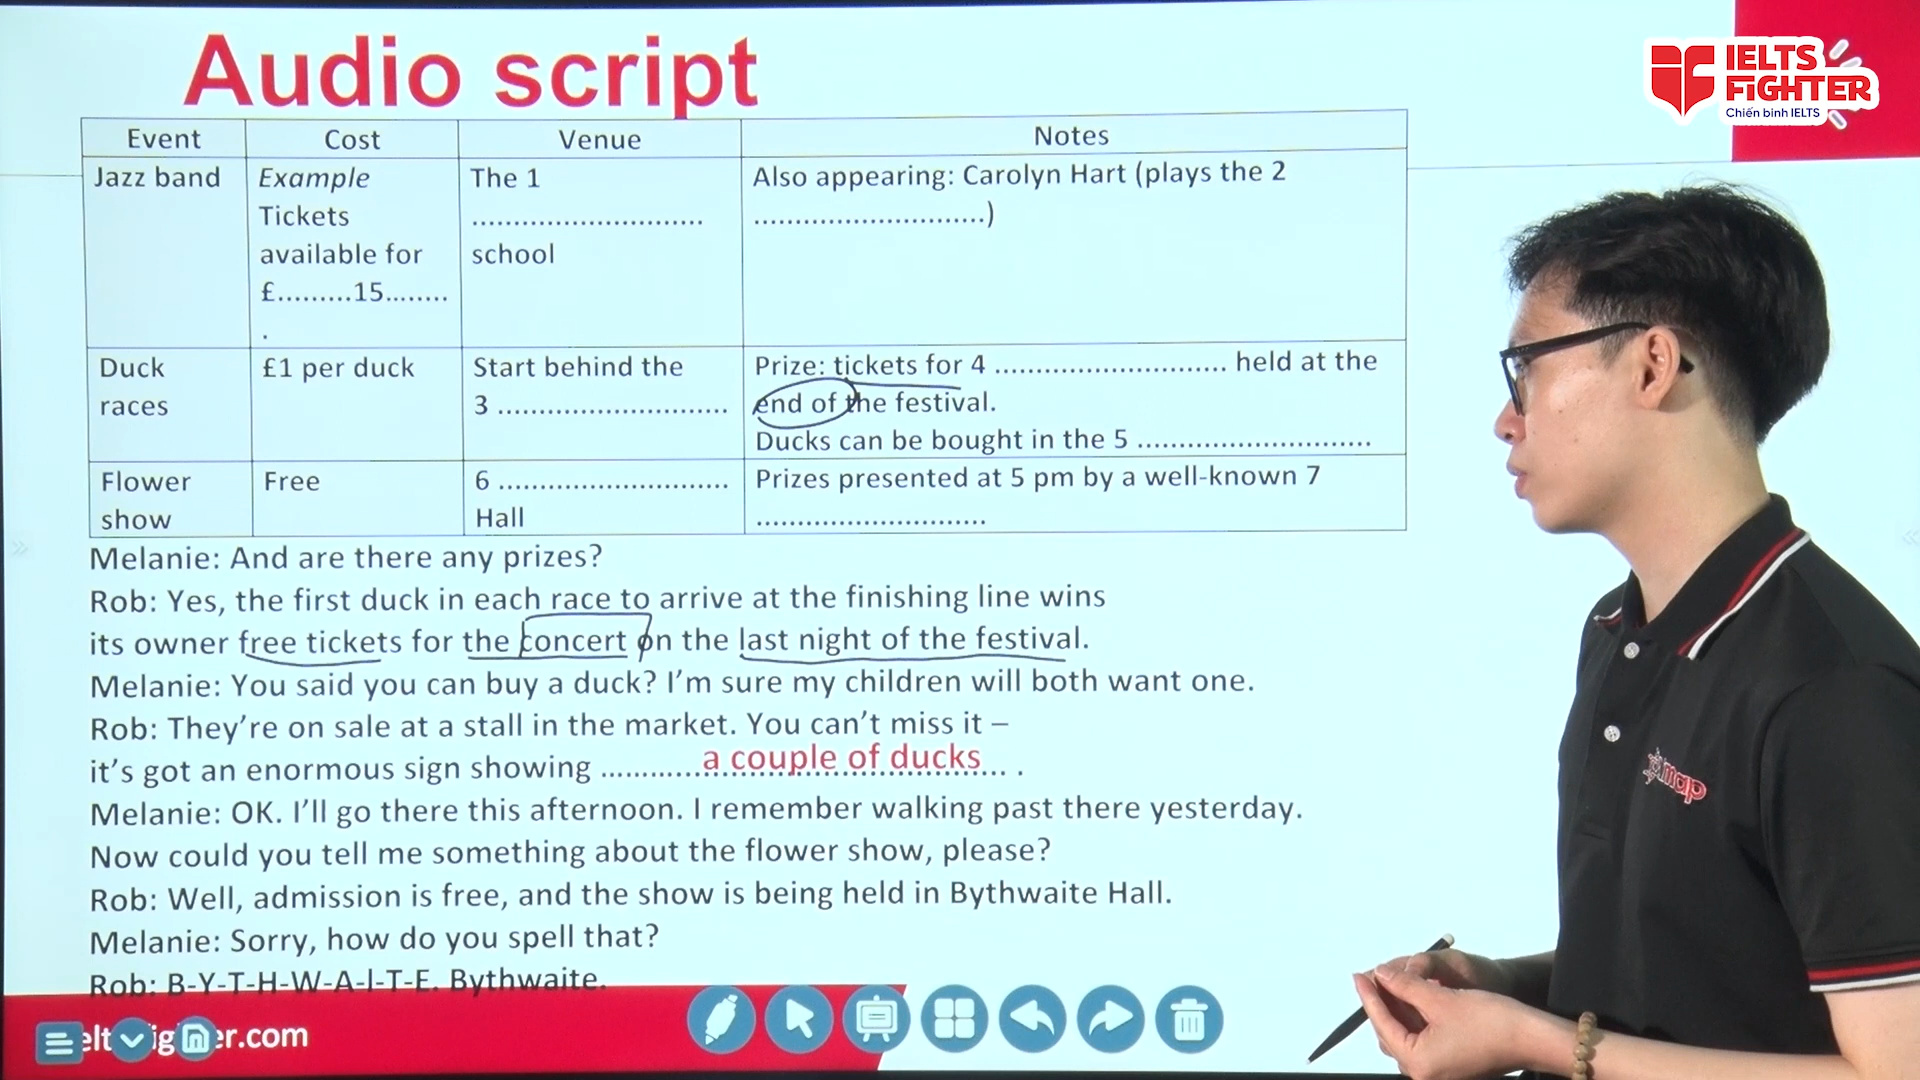 Audio script
IELTS
FIGHTER
Chiến binh IELTS
Event Cost Venue Notes
Jazz band Example The 1 Also appearing: Carolyn Hart (plays the 2
Tickets ............................ ............................)
available for school
£.........15........
.
Duck £1 per duck Start behind the Prize: tickets for 4 ............................ held at the
races 3 ............................ end of the festival.
Ducks can be bought in the 5 ............................
Flower Free 6 ............................ Prizes presented at 5 pm by a well-known 7
show Hall ............................
Melanie: And are there any prizes?
Rob: Yes, the first duck in each race to arrive at the finishing line wins
its owner free tickets for the concert on the last night of the festival.
Melanie: You said you can buy a duck? I'm sure my children will both want one.
Rob: They're on sale at a stall in the market. You can't miss it –
it's got an enormous sign showing ............a couple of ducks... .
Melanie: OK. I'll go there this afternoon. I remember walking past there yesterday.
Now could you tell me something about the flower show, please?
Rob: Well, admission is free, and the show is being held in Bythwaite Hall.
Melanie: Sorry, how do you spell that?
Rob: B-Y-T-H-W-A-I-T-E. Bythwaite.
er.com
map